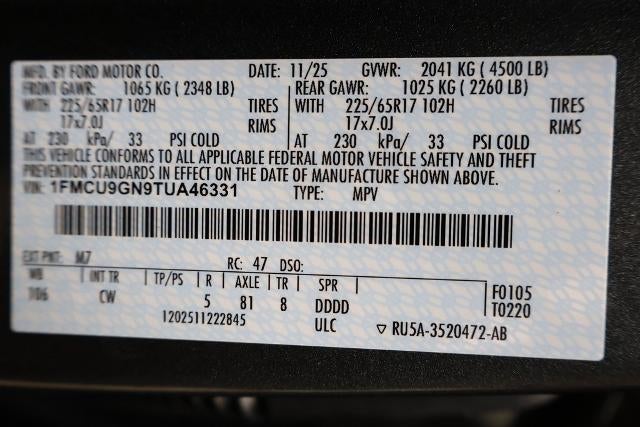 MFD. BY FORD MOTOR CO. DATE: 11/25 GVWR: 2041 KG ( 4500 LB)
FRONT GAWR: 1065 KG ( 2348 LB) REAR GAWR: 1025 KG ( 2260 LB)
WITH 225/65R17 102H TIRES WITH 225/65R17 102H TIRES
17x7.0J RIMS 17x7.0J RIMS
AT 230 kPa/ 33 PSI COLD AT 230 kPa/ 33 PSI COLD
THIS VEHICLE CONFORMS TO ALL APPLICABLE FEDERAL MOTOR VEHICLE SAFETY AND THEFT
PREVENTION STANDARDS IN EFFECT ON THE DATE OF MANUFACTURE SHOWN ABOVE.
VIN: 1FMCU9GN9TUA46331 TYPE: MPV
EXT PNT: M7 RC: 47 DSO:
WB INT TR TP/PS R AXLE TR SPR F0105
106 CW 5 81 8 DDDD T0220
1202511222845 ULC ▽ RU5A-3520472-AB